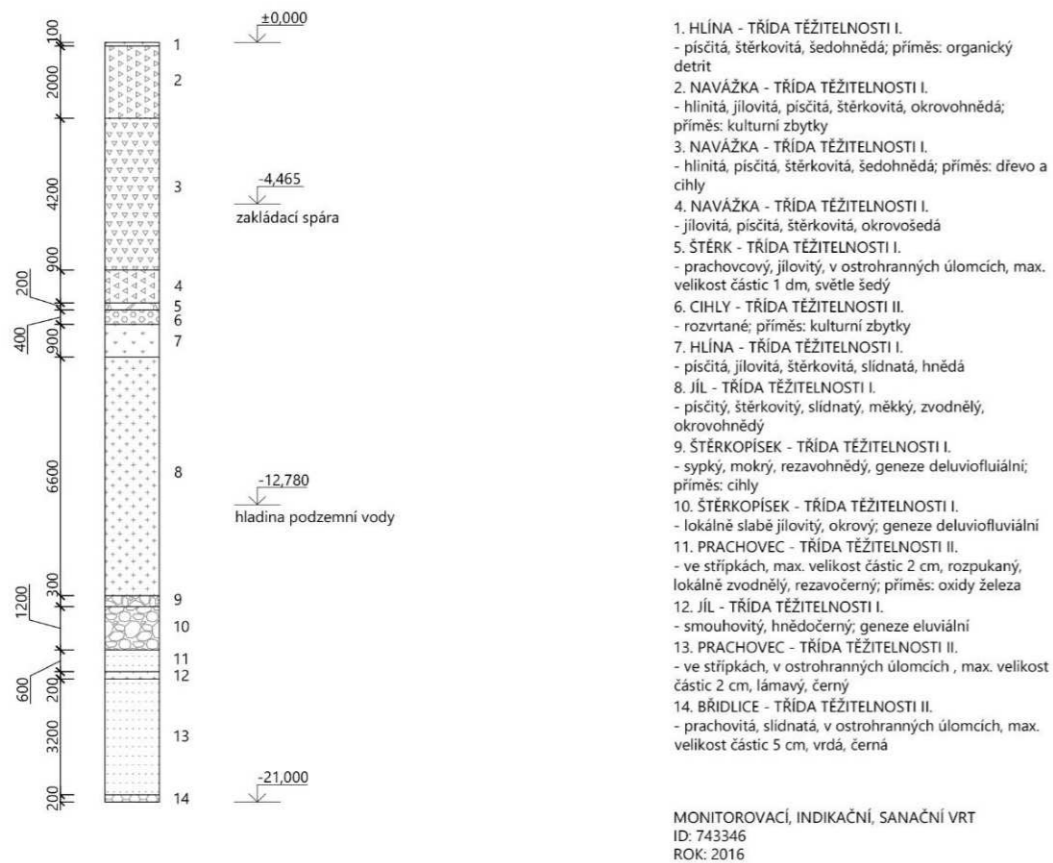 ±0,000
100
2000
4200
900
200
400
900
6600
300
1200
600
200
3200
200
1
2
3
4
5
6
7
8
9
10
11
12
13
14
-4,465
zakládací spára
-12,780
hladina podzemní vody
-21,000
1. HLÍNA - TŘÍDA TĚŽITELNOSTI I.
- písčitá, štěrkovitá, šedohnědá; příměs: organický
detrit
2. NAVÁŽKA - TŘÍDA TĚŽITELNOSTI I.
- hlinitá, jílovitá, písčitá, štěrkovitá, okrovohnědá;
příměs: kulturní zbytky
3. NAVÁŽKA - TŘÍDA TĚŽITELNOSTI I.
- hlinitá, písčitá, štěrkovitá, šedohnědá; příměs: dřevo a
cihly
4. NAVÁŽKA - TŘÍDA TĚŽITELNOSTI I.
- jílovitá, písčitá, štěrkovitá, okrovošedá
5. ŠTĚRK - TŘÍDA TĚŽITELNOSTI I.
- prachovcový, jílovitý, v ostrohranných úlomcích, max.
velikost částic 1 dm, světle šedý
6. CIHLY - TŘÍDA TĚŽITELNOSTI II.
- rozvrtané; příměs: kulturní zbytky
7. HLÍNA - TŘÍDA TĚŽITELNOSTI I.
- písčitá, jílovitá, štěrkovitá, slídnatá, hnědá
8. JÍL - TŘÍDA TĚŽITELNOSTI I.
- písčitý, štěrkovitý, slídnatý, měkký, zvodnělý,
okrovohnědý
9. ŠTĚRKOPÍSEK - TŘÍDA TĚŽITELNOSTI I.
- sypký, mokrý, rezavohnědý, geneze deluviofluiální;
příměs: cihly
10. ŠTĚRKOPÍSEK - TŘÍDA TĚŽITELNOSTI I.
- lokálně slabě jílovitý, okrový; geneze deluviofluviální
11. PRACHOVEC - TŘÍDA TĚŽITELNOSTI II.
- ve střípkách, max. velikost částic 2 cm, rozpukaný,
lokálně zvodnělý, rezavočerný; příměs: oxidy železa
12. JÍL - TŘÍDA TĚŽITELNOSTI I.
- smouhovitý, hnědočerný; geneze eluviální
13. PRACHOVEC - TŘÍDA TĚŽITELNOSTI II.
- ve střípkách, v ostrohranných úlomcích , max. velikost
částic 2 cm, lámavý, černý
14. BŘIDLICE - TŘÍDA TĚŽITELNOSTI II.
- prachovitá, slídnatá, v ostrohranných úlomcích, max.
velikost částic 5 cm, vrdá, černá
MONITOROVACÍ, INDIKAČNÍ, SANAČNÍ VRT
ID: 743346
ROK: 2016